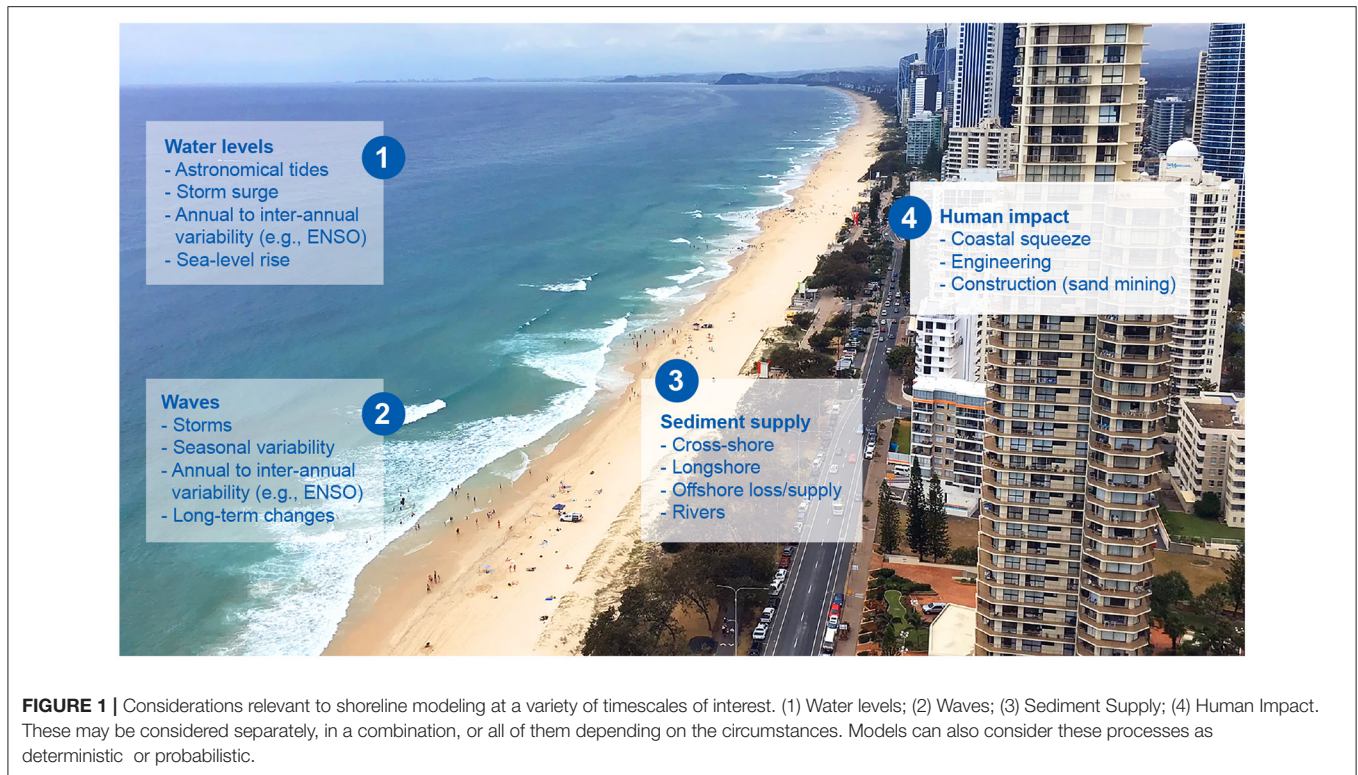 Water levels
- Astronomical tides
- Storm surge
- Annual to inter-annual
variability (e.g., ENSO)
- Sea-level rise
1
Waves
- Storms
- Seasonal variability
- Annual to inter-annual
variability (e.g., ENSO)
- Long-term changes
2
3
Sediment supply
- Cross-shore
- Longshore
- Offshore loss/supply
- Rivers
4
Human impact
- Coastal squeeze
- Engineering
- Construction (sand mining)
FIGURE 1 | Considerations relevant to shoreline modeling at a variety of timescales of interest. (1) Water levels; (2) Waves; (3) Sediment Supply; (4) Human Impact.
These may be considered separately, in a combination, or all of them depending on the circumstances. Models can also consider these processes as
deterministic or probabilistic.